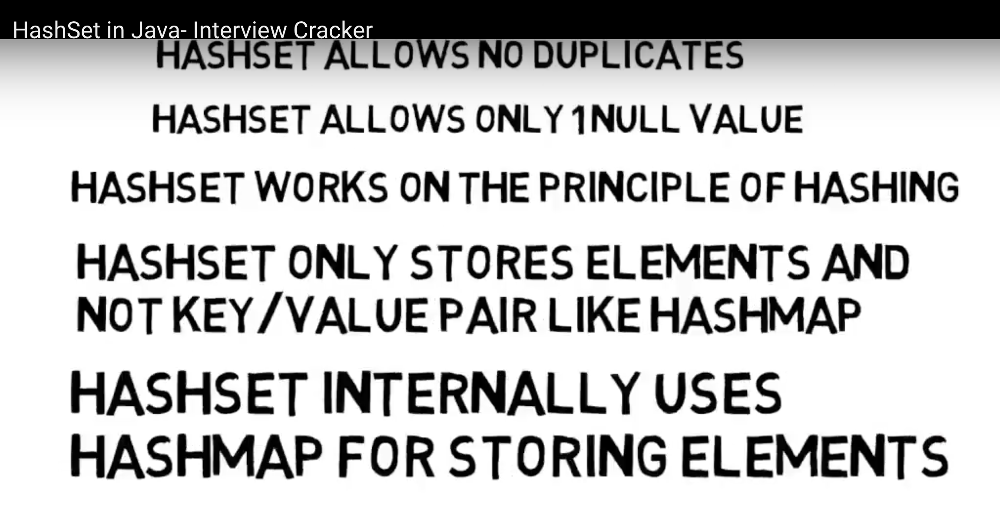 HashSet in Java- Interview Cracker
HASHSET ALLOWS NO DUPLICATES
HASHSET ALLOWS ONLY 1 NULL VALUE
HASHSET WORKS ON THE PRINCIPLE OF HASHING
HASHSET ONLY STORES ELEMENTS AND
NOT KEY/VALUE PAIR LIKE HASHMAP
HASHSET INTERNALLY USES
HASHMAP FOR STORING ELEMENTS